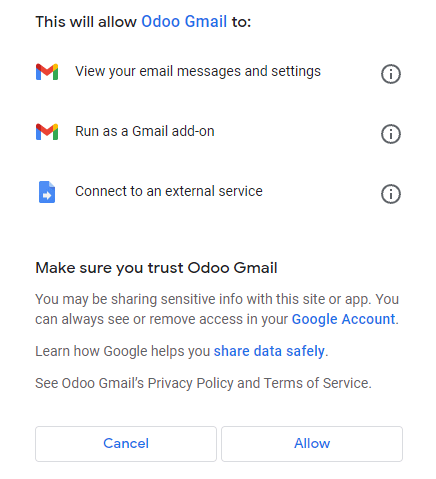 This will allow Odoo Gmail to:
View your email messages and settings
Run as a Gmail add-on
Connect to an external service
Make sure you trust Odoo Gmail
You may be sharing sensitive info with this site or app. You
can always see or remove access in your Google Account.
Learn how Google helps you share data safely.
See Odoo Gmail's Privacy Policy and Terms of Service.
Cancel
Allow